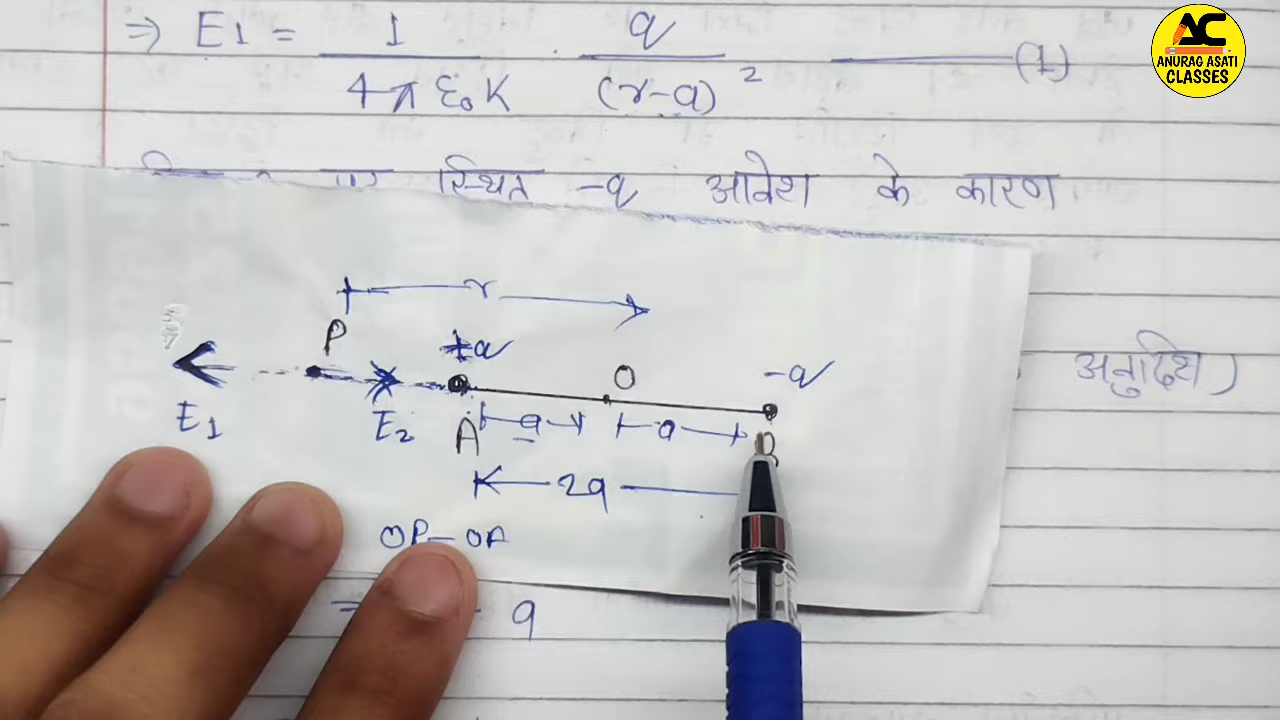 ⇒ E1 = 1 / 4πε₀K q / (r-a)² ——— (1)
ANURAG ASATI
CLASSES
स्थित -q आवेश के कारण
r
P +q O -q
अनुदिश)
E1 E2 A a a
2a
OP - OA
= - a